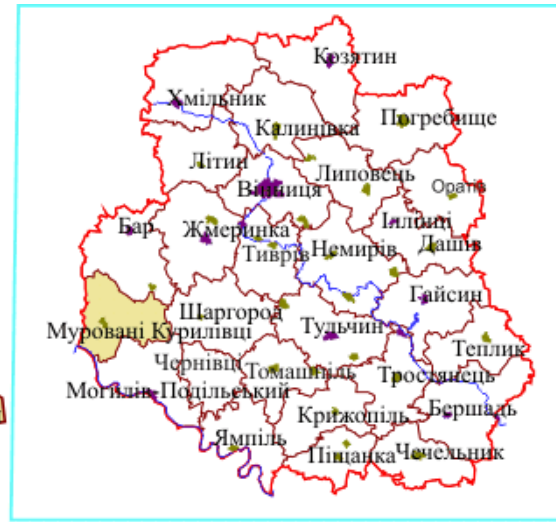 Козятин
Хмільник
Погребище
Калинівка
Літин
Липовець
Вінниця
Оратів
Іллінці
Бар
Жмеринка
Немирів
Дашів
Тиврів
Гайсин
Шаргород
Муровані Курилівці
Тульчин
Теплик
Чернівці
Томашпіль
Тростянець
Могилів-Подільський
Крижопіль
Бершадь
Ямпіль
Піщанка
Чечельник